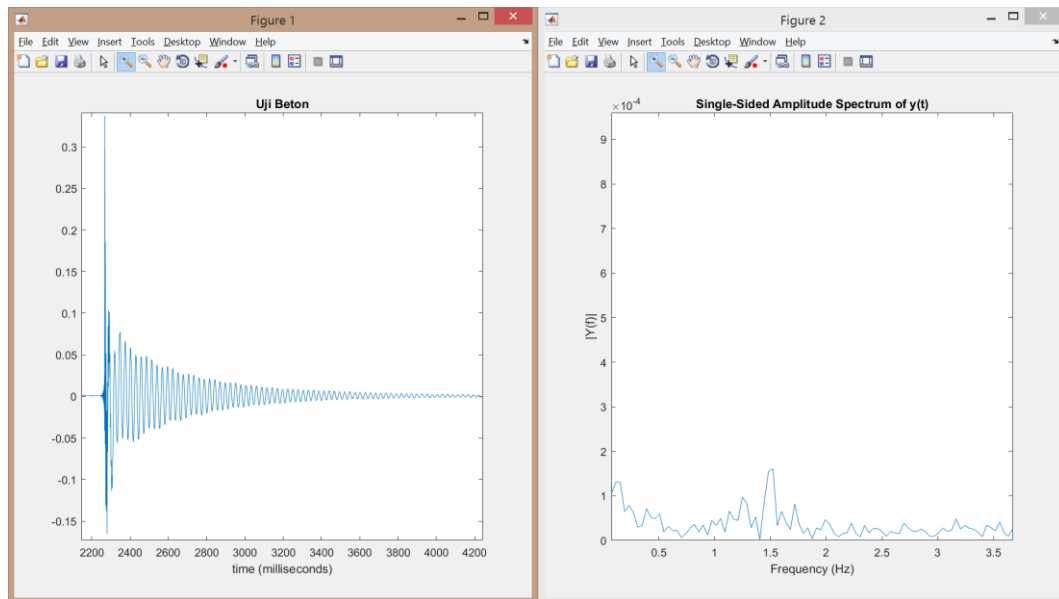 Figure 1
File Edit View Insert Tools Desktop Window Help
Uji Beton
0.3
0.25
0.2
0.15
0.1
0.05
0
-0.05
-0.1
-0.15
2200 2400 2600 2800 3000 3200 3400 3600 3800 4000 4200
time (milliseconds)
Figure 2
File Edit View Insert Tools Desktop Window Help
×10⁻⁴
Single-Sided Amplitude Spectrum of y(t)
9
8
7
6
5
4
3
2
1
0
|Y(f)|
0.5 1 1.5 2 2.5 3 3.5
Frequency (Hz)